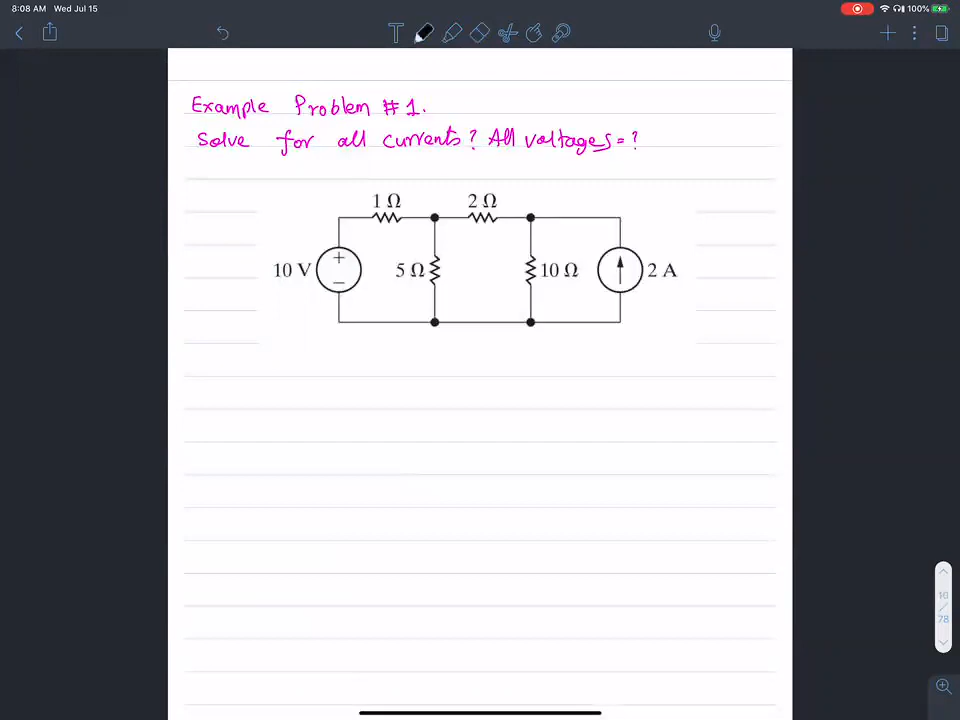 8:08 AM Wed Jul 15
100%
T
Example Problem #1.
Solve for all currents? All voltages=?
1 Ω
2 Ω
10 V
+
−
5 Ω
10 Ω
2 A
10
/
78